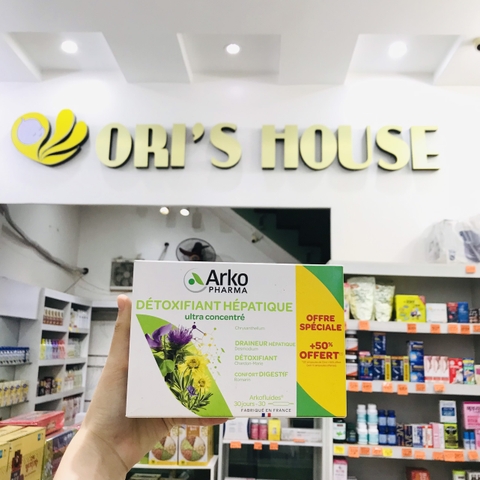 ORI'S HOUSE
Arko
PHARMA
DÉTOXIFIANT HÉPATIQUE
ultra concentré
DRAINEUR HÉPATIQUE
DÉTOXIFIANT
CONFORT DIGESTIF
OFFRE
SPÉCIALE
+50%
OFFERT
Arkofluides®
FABRIQUÉ EN FRANCE